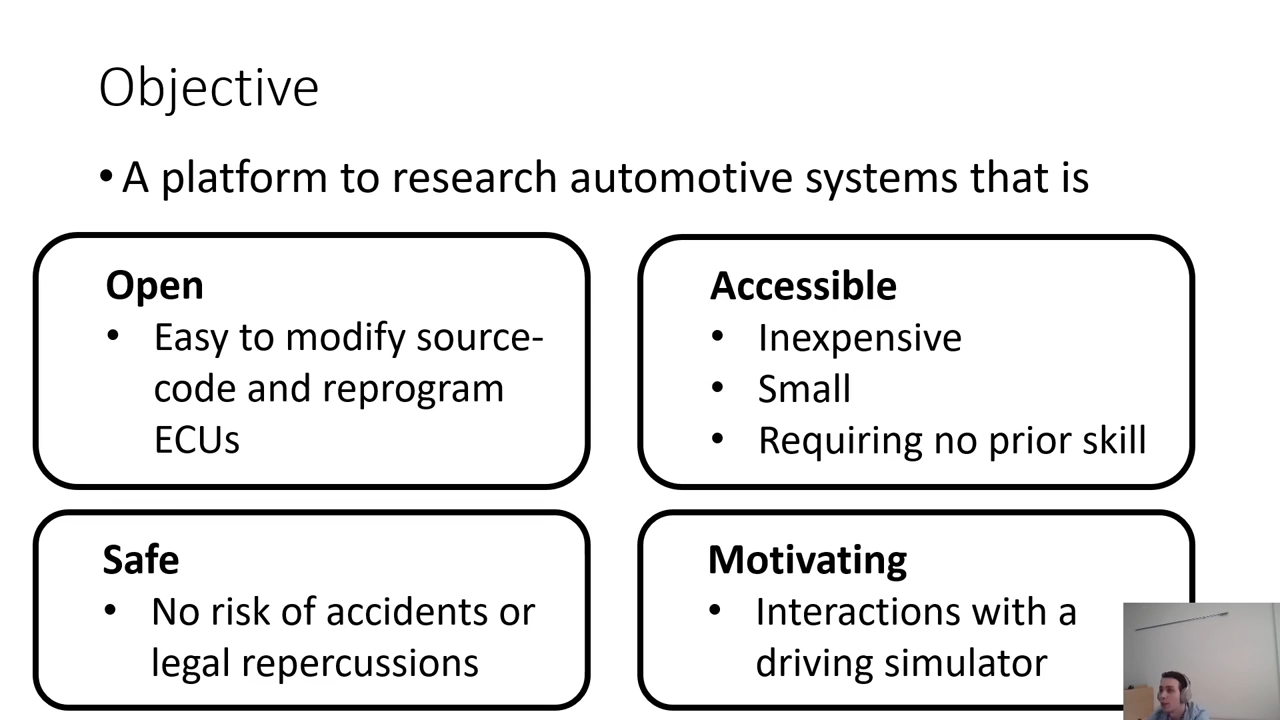 Objective
• A platform to research automotive systems that is
Open
• Easy to modify source-
code and reprogram
ECUs
Accessible
• Inexpensive
• Small
• Requiring no prior skill
Safe
• No risk of accidents or
legal repercussions
Motivating
• Interactions with a
driving simulator